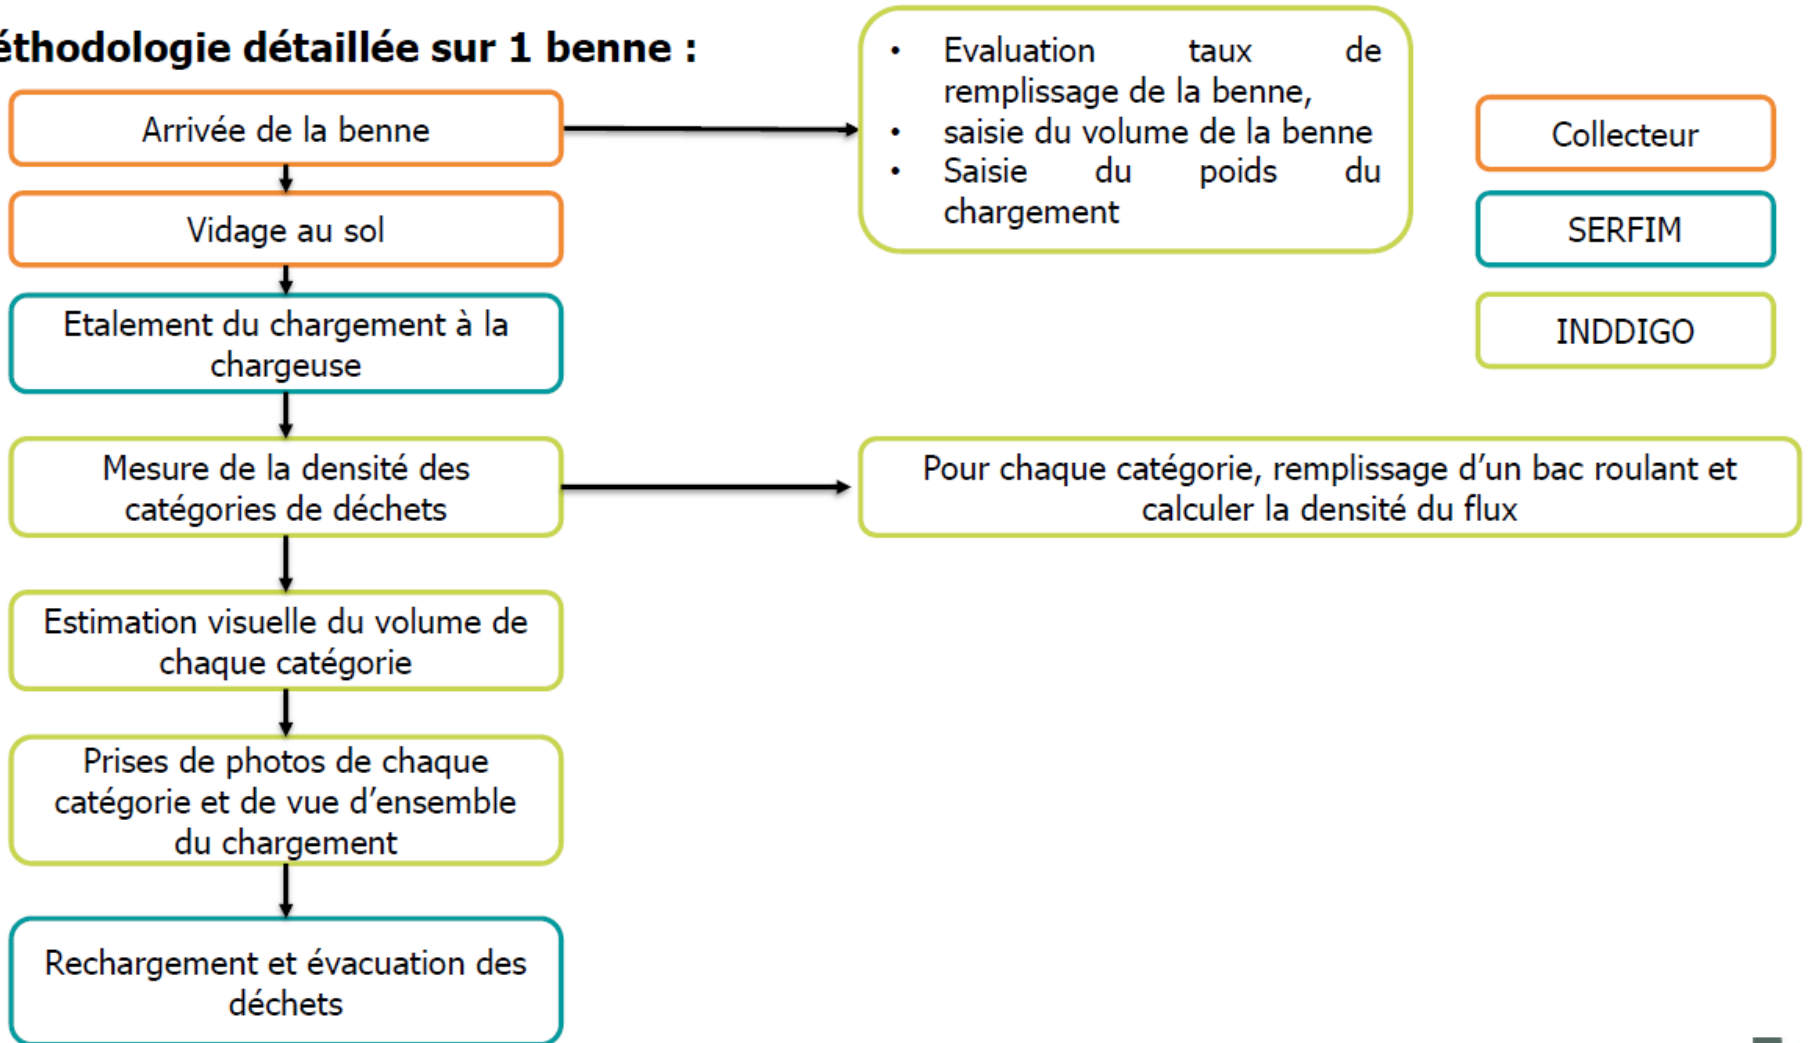 éthodologie détaillée sur 1 benne :
Arrivée de la benne
Vidage au sol
Etalement du chargement à la
chargeuse
Mesure de la densité des
catégories de déchets
Estimation visuelle du volume de
chaque catégorie
Prises de photos de chaque
catégorie et de vue d'ensemble
du chargement
Rechargement et évacuation des
déchets
• Evaluation taux de
remplissage de la benne,
• saisie du volume de la benne
• Saisie du poids du
chargement
Pour chaque catégorie, remplissage d'un bac roulant et
calculer la densité du flux
Collecteur
SERFIM
INDDIGO